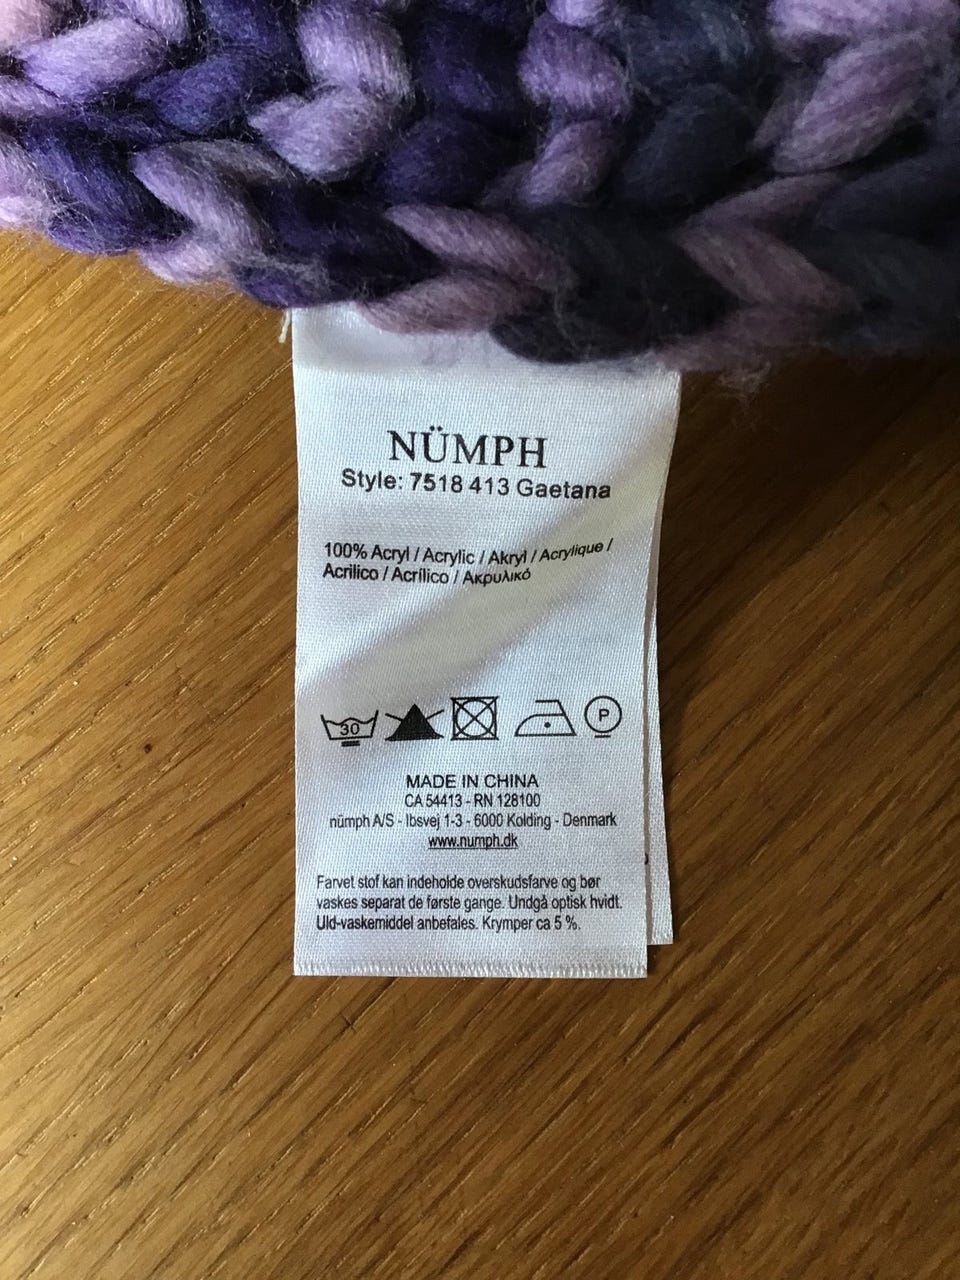 NÜMPH
Style: 7518 413 Gaetana
100% Acryl / Acrylic / Akryl / Acrylique /
Acrilico / Acrílico / Ακρυλικό
30
P
MADE IN CHINA
CA 54413 - RN 128100
nümph A/S - Ibsvej 1-3 - 6000 Kolding - Denmark
www.numph.dk
Farvet stof kan indeholde overskudsfarve og bør
vaskes separat de første gange. Undgå optisk hvidt.
Uld-vaskemiddel anbefales. Krymper ca 5 %.